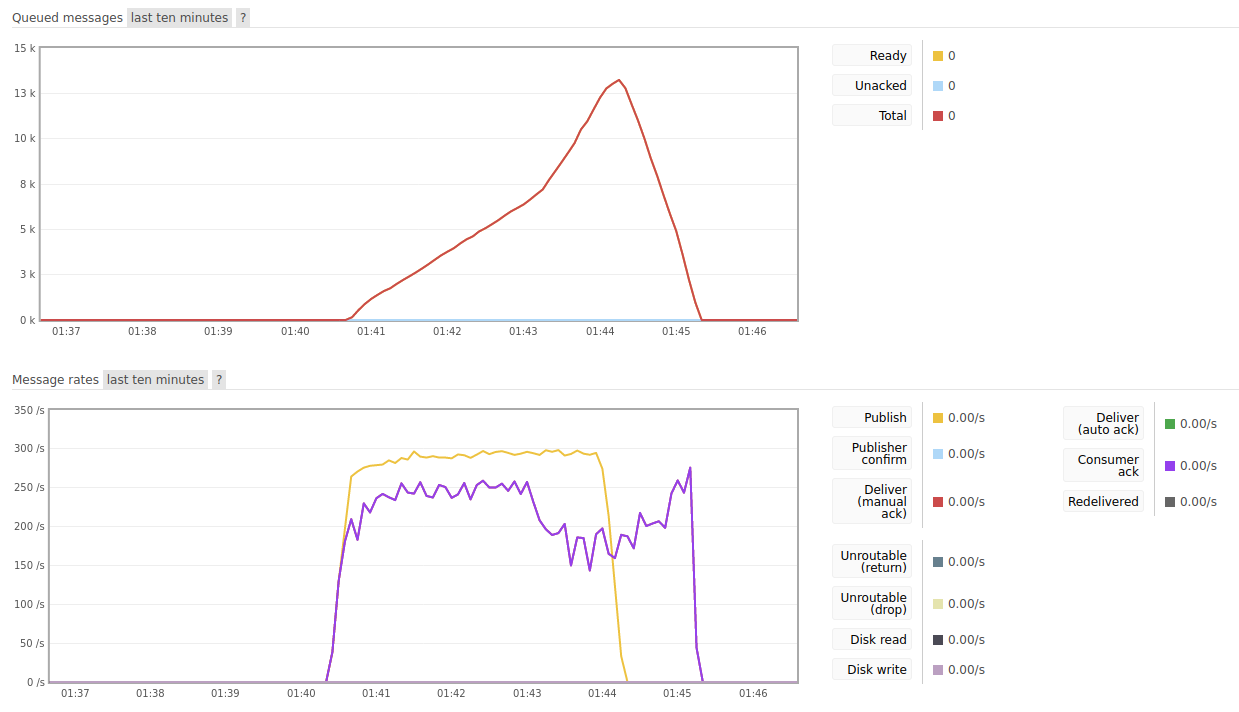 Queued messages last ten minutes ?
15 k
13 k
10 k
8 k
5 k
3 k
0 k
01:37 01:38 01:39 01:40 01:41 01:42 01:43 01:44 01:45 01:46
Ready 0
Unacked 0
Total 0
Message rates last ten minutes ?
350 /s
300 /s
250 /s
200 /s
150 /s
100 /s
50 /s
0 /s
01:37 01:38 01:39 01:40 01:41 01:42 01:43 01:44 01:45 01:46
Publish 0.00/s
Publisher
confirm 0.00/s
Deliver
(manual 0.00/s
ack)
Unroutable
(return) 0.00/s
Unroutable
(drop) 0.00/s
Disk read 0.00/s
Disk write 0.00/s
Deliver
(auto ack) 0.00/s
Consumer
ack 0.00/s
Redelivered 0.00/s